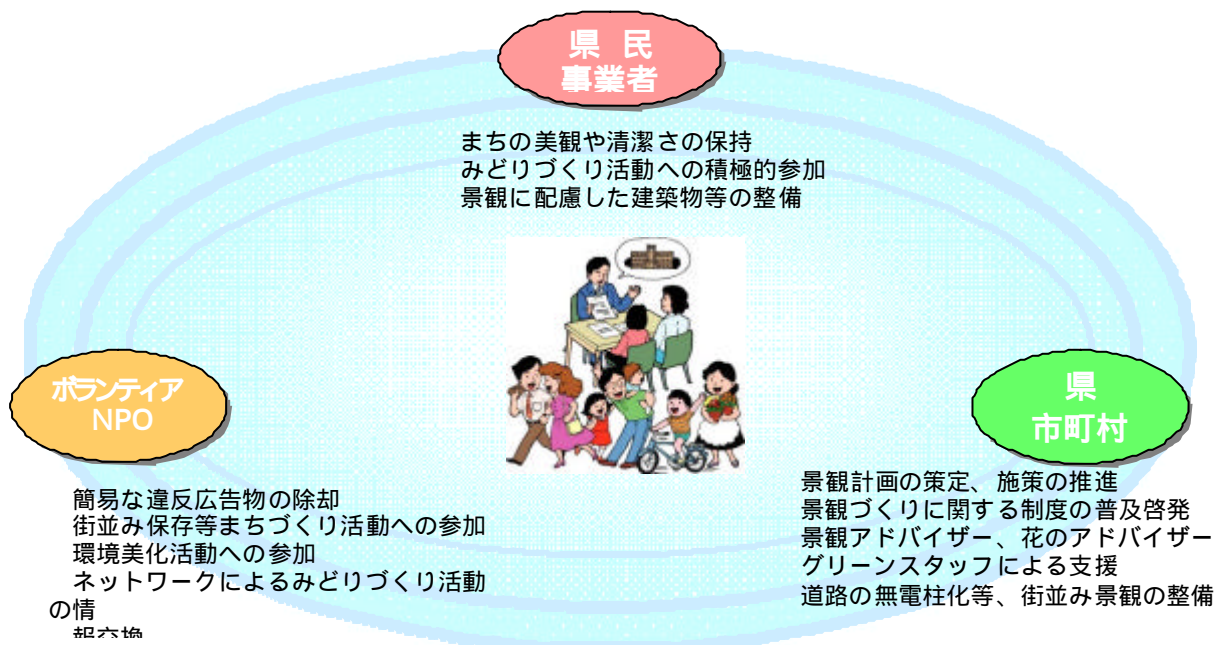 県 民
事業者
まちの美観や清潔さの保持
みどりづくり活動への積極的参加
景観に配慮した建築物等の整備
ボランティア
NPO
簡易な違反広告物の除却
街並み保存等まちづくり活動への参加
環境美化活動への参加
ネットワークによるみどりづくり活動
の情
報交換
県
市町村
景観計画の策定、施策の推進
景観づくりに関する制度の普及啓発
景観アドバイザー、花のアドバイザー
グリーンスタッフによる支援
道路の無電柱化等、街並み景観の整備